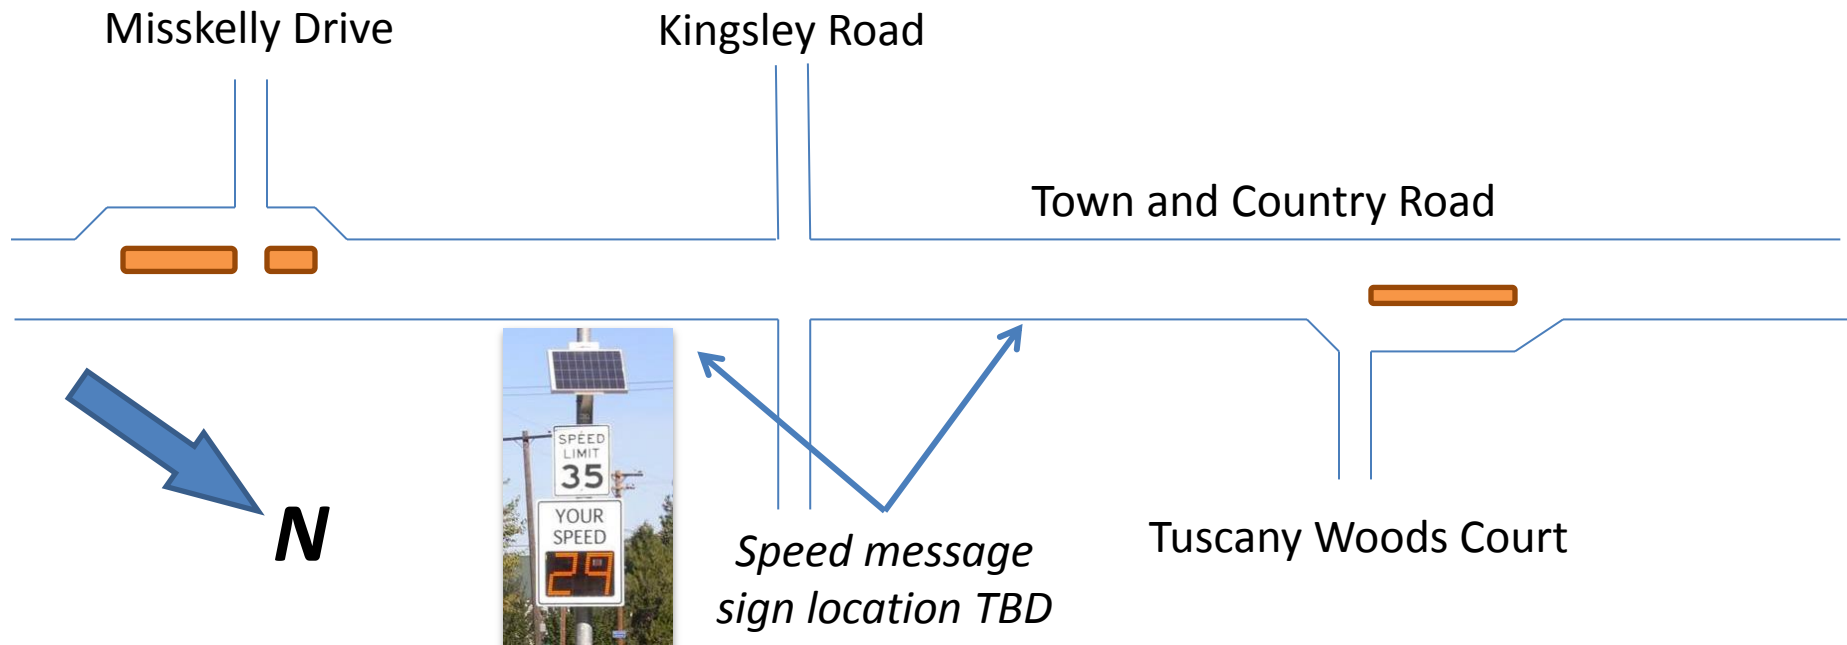 Misskelly Drive
Kingsley Road
Town and Country Road
SPEED
LIMIT
35
YOUR
SPEED
29
N
Speed message
sign location TBD
Tuscany Woods Court